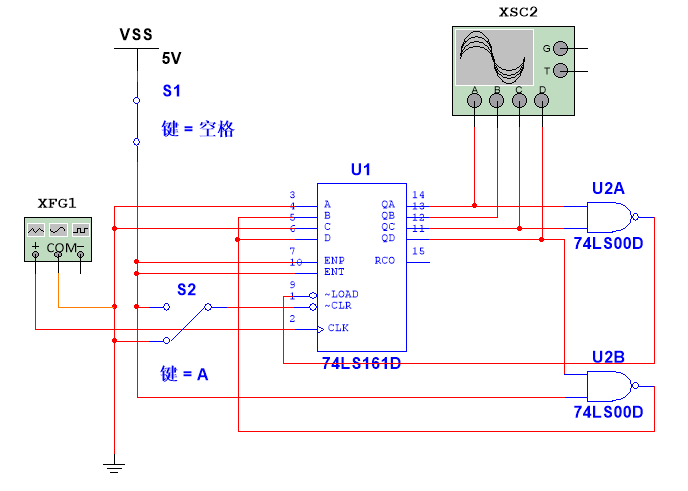 XSC2
VSS
5V
G
T
A B C D
S1
键 = 空格
U1
XFG1
COM
U2A
74LS00D
3 A QA 14
4 B QB 13
5 C QC 12
6 D QD 11
7 ENP RCO 15
10 ENT
9 ~LOAD
1 ~CLR
2 CLK
S2
74LS161D
键 = A
U2B
74LS00D